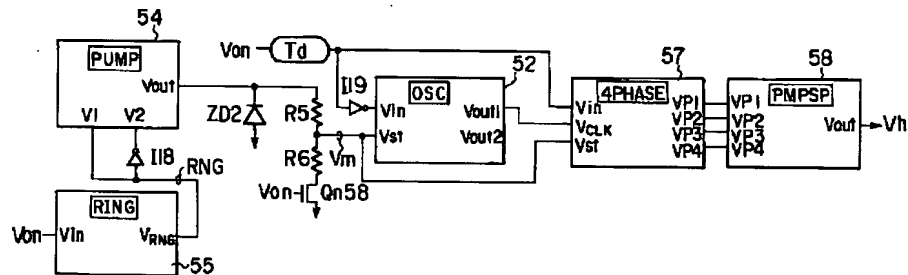 54
PUMP
Vout
V1 V2
I18
RNG
RING
Von Vin VRNG
55
Von Td
ZD2
R5
R6
Vm
Von Qn58
I19
52
OSC
Vin
Vst
Vout1
Vout2
57
4PHASE
Vin
VCLK
Vst
VP1
VP2
VP3
VP4
58
PMPSP
VP1
VP2
VP3
VP4
Vout Vh